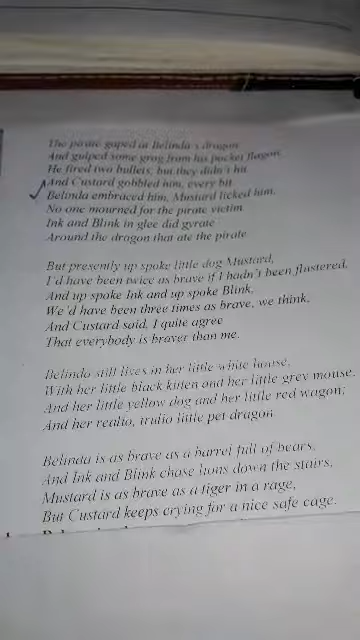 The pirate gaped at Belinda's dragon
And gulped some grog from his pocket flagon,
He fired two bullets, but they didn't hit
And Custard gobbled him, every bit
Belinda embraced him, Mustard licked him,
No one mourned for the pirate victim
Ink and Blink in glee did gyrate
Around the dragon that ate the pirate
But presently up spoke little dog Mustard,
I'd have been twice as brave if I hadn't been flustered,
And up spoke Ink and up spoke Blink,
We'd have been three times as brave, we think,
And Custard said, I quite agree
That everybody is braver than me.
Belinda still lives in her little white house,
With her little black kitten and her little grey mouse,
And her little yellow dog and her little red wagon;
And her realio, trulio little pet dragon
Belinda is as brave as a barrel full of bears,
And Ink and Blink chase lions down the stairs,
Mustard is as brave as a tiger in a rage,
But Custard keeps crying for a nice safe cage.